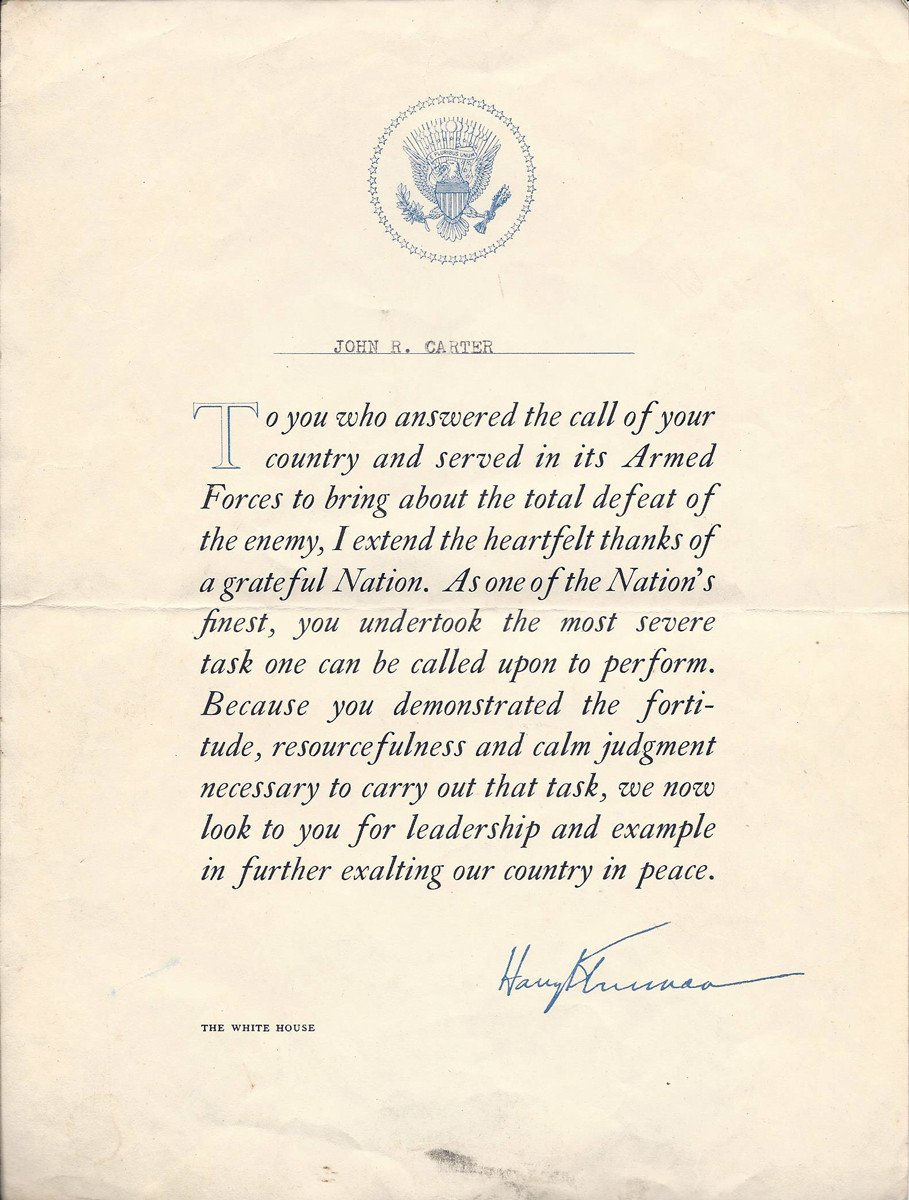 E PLURIBUS UNUM
JOHN R. CARTER
To you who answered the call of your
country and served in its Armed
Forces to bring about the total defeat of
the enemy, I extend the heartfelt thanks of
a grateful Nation. As one of the Nation's
finest, you undertook the most severe
task one can be called upon to perform.
Because you demonstrated the forti-
tude, resourcefulness and calm judgment
necessary to carry out that task, we now
look to you for leadership and example
in further exalting our country in peace.
Harry S Truman
THE WHITE HOUSE